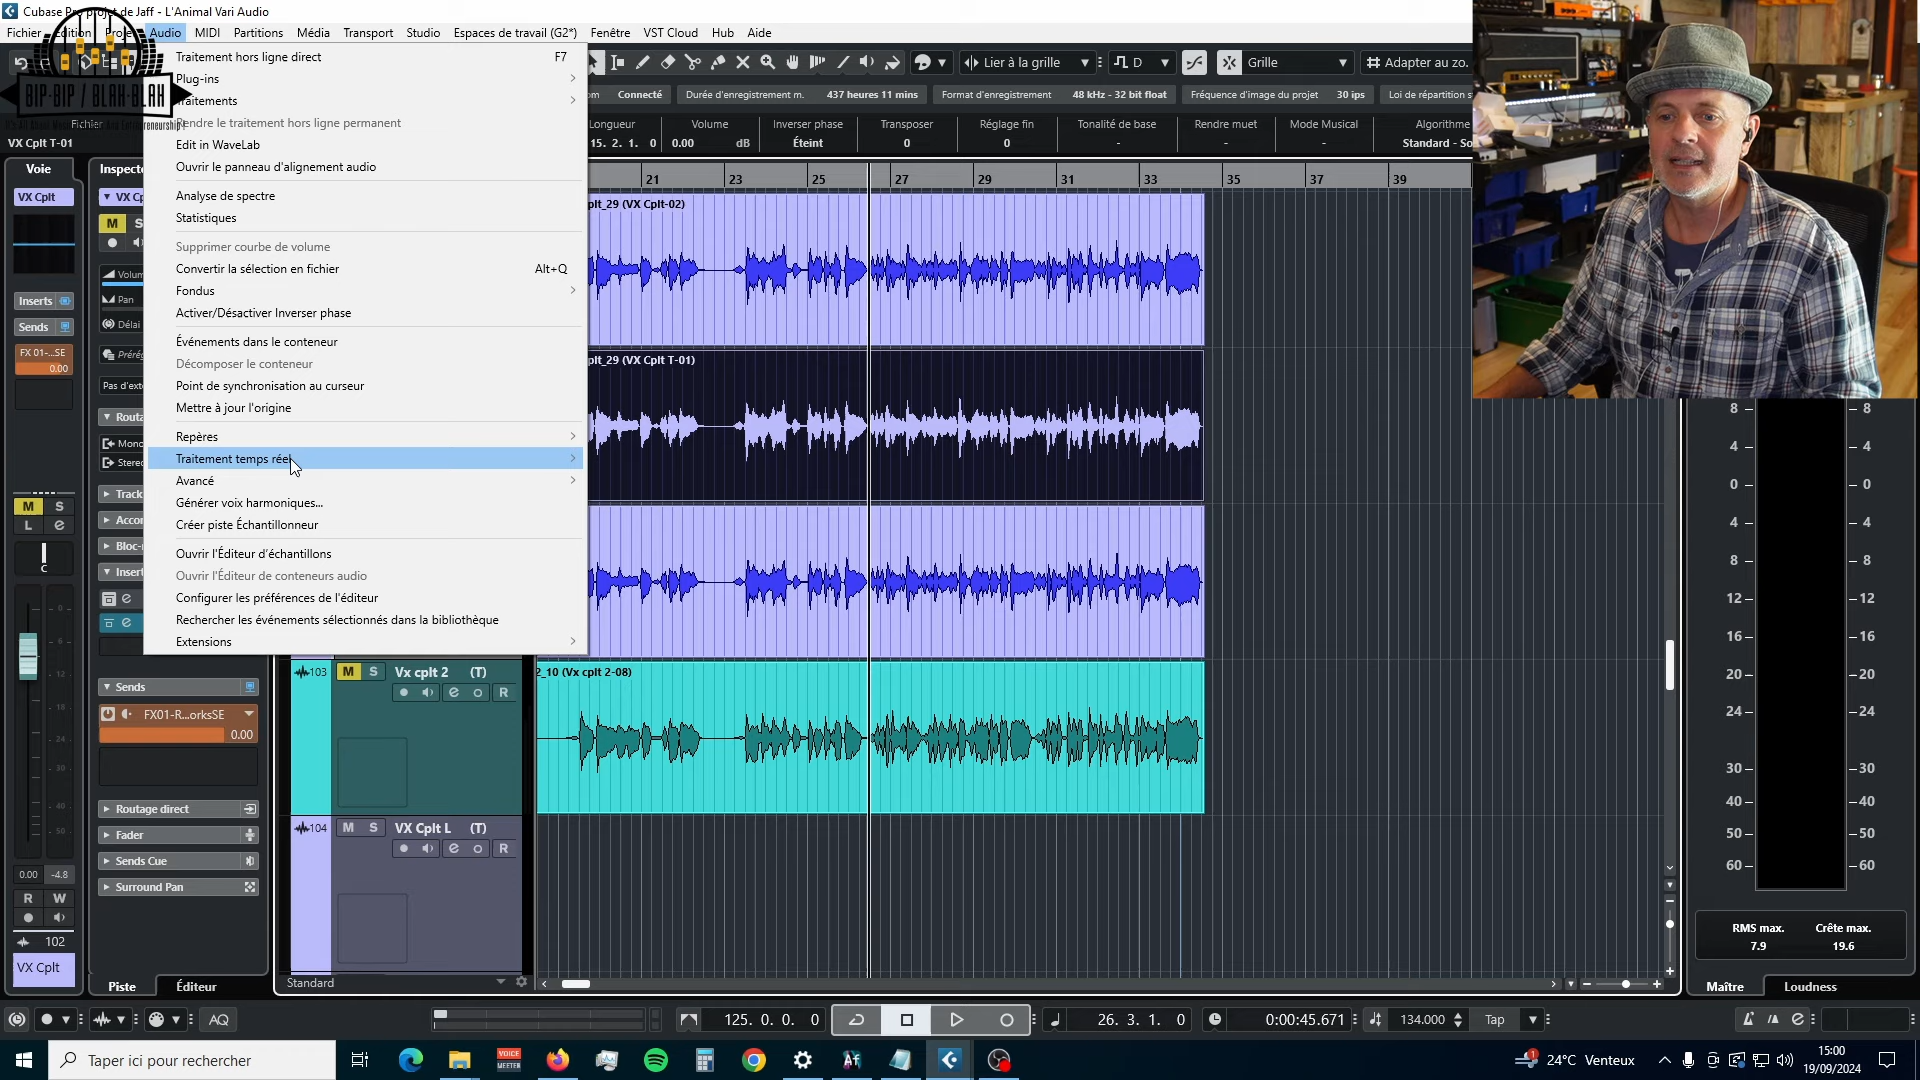 Cubase Pro projet de Jaff - L'Animal Vari Audio
Fichier Edition Proje Audio MIDI Partitions Média Transport Studio Espaces de travail (G2*) Fenêtre VST Cloud Hub Aide
BIP-BIP / BLAH-BLAH
Fichier
Lier à la grille D Grille Adapter au zo.
om Connecté Durée d'enregistrement m. 437 heures 11 mins Format d'enregistrement 48 kHz - 32 bit float Fréquence d'image du projet 30 ips Loi de répartition s
Longueur Volume Inverser phase Transposer Réglage fin Tonalité de base Rendre muet Mode Musical Algorithme
VX Cplt T-01 15. 2. 1. 0 0.00 dB Éteint 0 0 - - - Standard - So
Traitement hors ligne direct F7
Plug-ins
Traitements
Rendre le traitement hors ligne permanent
Edit in WaveLab
Ouvrir le panneau d'alignement audio
Analyse de spectre
Statistiques
Supprimer courbe de volume
Convertir la sélection en fichier Alt+Q
Fondus
Activer/Désactiver Inverser phase
Événements dans le conteneur
Décomposer le conteneur
Point de synchronisation au curseur
Mettre à jour l'origine
Repères
Traitement temps réel
Avancé
Générer voix harmoniques...
Créer piste Échantillonneur
Ouvrir l'Éditeur d'échantillons
Ouvrir l'Éditeur de conteneurs audio
Configurer les préférences de l'éditeur
Rechercher les événements sélectionnés dans la bibliothèque
Extensions
Voie Inspect
VX Cplt VX Cp
M S
Volum
Pan
Délai
Inserts
Sends
FX 01-...SE
0.00
Prérég
Pas d'ext
Routa
Mono
Stereo
Track
Accor
Bloc-n
Insert
M S
L e
C
Sends
FX01-R...orksSE
0.00
Routage direct
Fader
Sends Cue
Surround Pan
0.00 -4.8
R W
102
VX Cplt
Piste Éditeur
21 23 25 27 29 31 33 35 37 39
plt_29 (VX Cplt-02)
plt_29 (VX Cplt T-01)
103 M S Vx cplt 2 (T)
R
2_10 (Vx cplt 2-08)
104 M S VX Cplt L (T)
R
Standard
8 8
4 4
0 0
4 4
8 8
12 12
16 16
20 20
24 24
30 30
40 40
50 50
60 60
RMS max. Crête max.
7.9 19.6
Maître Loudness
AQ 125. 0. 0. 0 26. 3. 1. 0 0:00:45.671 134.000 Tap
Taper ici pour rechercher
VOICE MEETER
Af
24°C Venteux
15:00
19/09/2024